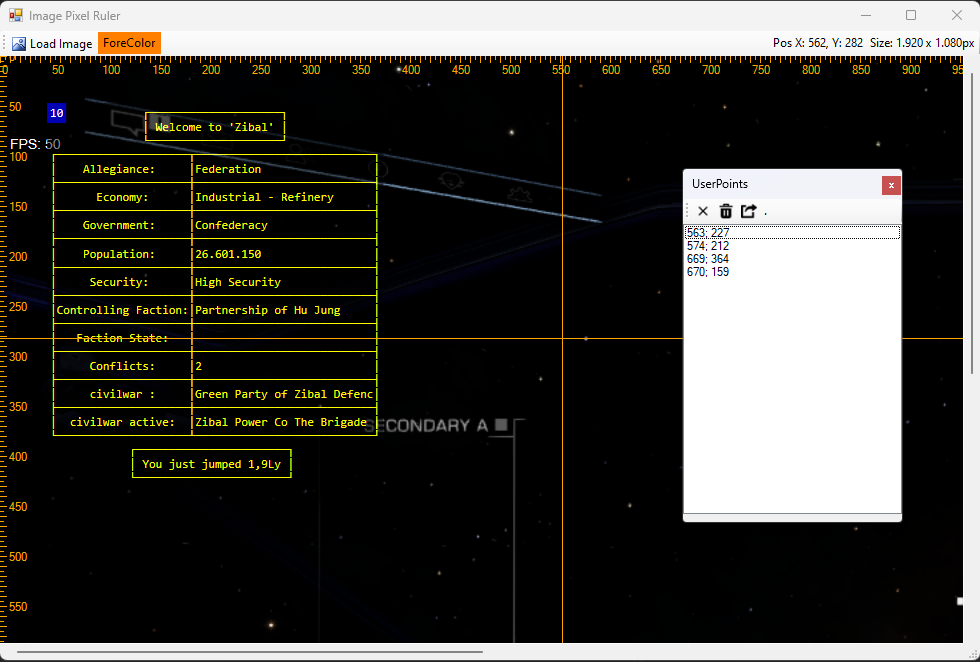 Image Pixel Ruler
Load Image ForeColor Pos X: 562, Y: 282 Size: 1.920 x 1.080px
0 50 100 150 200 250 300 350 400 450 500 550 600 650 700 750 800 850 900 95
50
10
Welcome to 'Zibal'
FPS: 50
100
Allegiance: Federation
Economy: Industrial - Refinery
150
Government: Confederacy
200
Population: 26.601.150
Security: High Security
250
Controlling Faction: Partnership of Hu Jung
300
Faction State:
350
Conflicts: 2
400
civilwar : Green Party of Zibal Defenc
civilwar active: Zibal Power Co The Brigade
SECONDARY A
450
You just jumped 1,9Ly
500
550
UserPoints
x
563; 227
574; 212
669; 364
670; 159